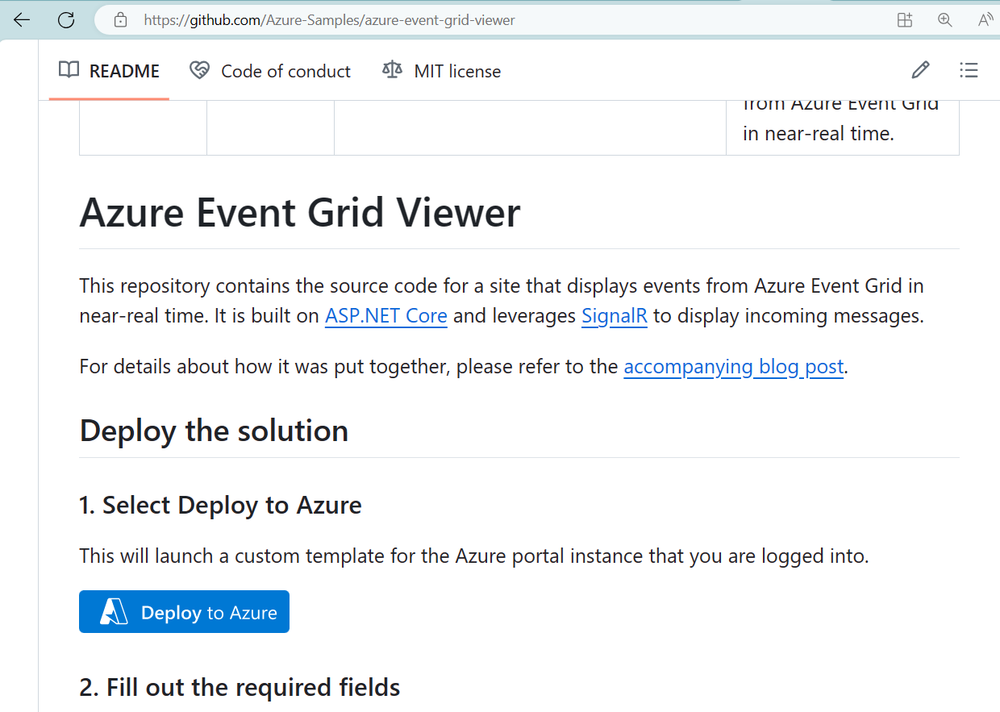 https://github.com/Azure-Samples/azure-event-grid-viewer
README
Code of conduct
MIT license
from Azure Event Grid
in near-real time.
Azure Event Grid Viewer
This repository contains the source code for a site that displays events from Azure Event Grid in
near-real time. It is built on ASP.NET Core and leverages SignalR to display incoming messages.
For details about how it was put together, please refer to the accompanying blog post.
Deploy the solution
1. Select Deploy to Azure
This will launch a custom template for the Azure portal instance that you are logged into.
Deploy to Azure
2. Fill out the required fields